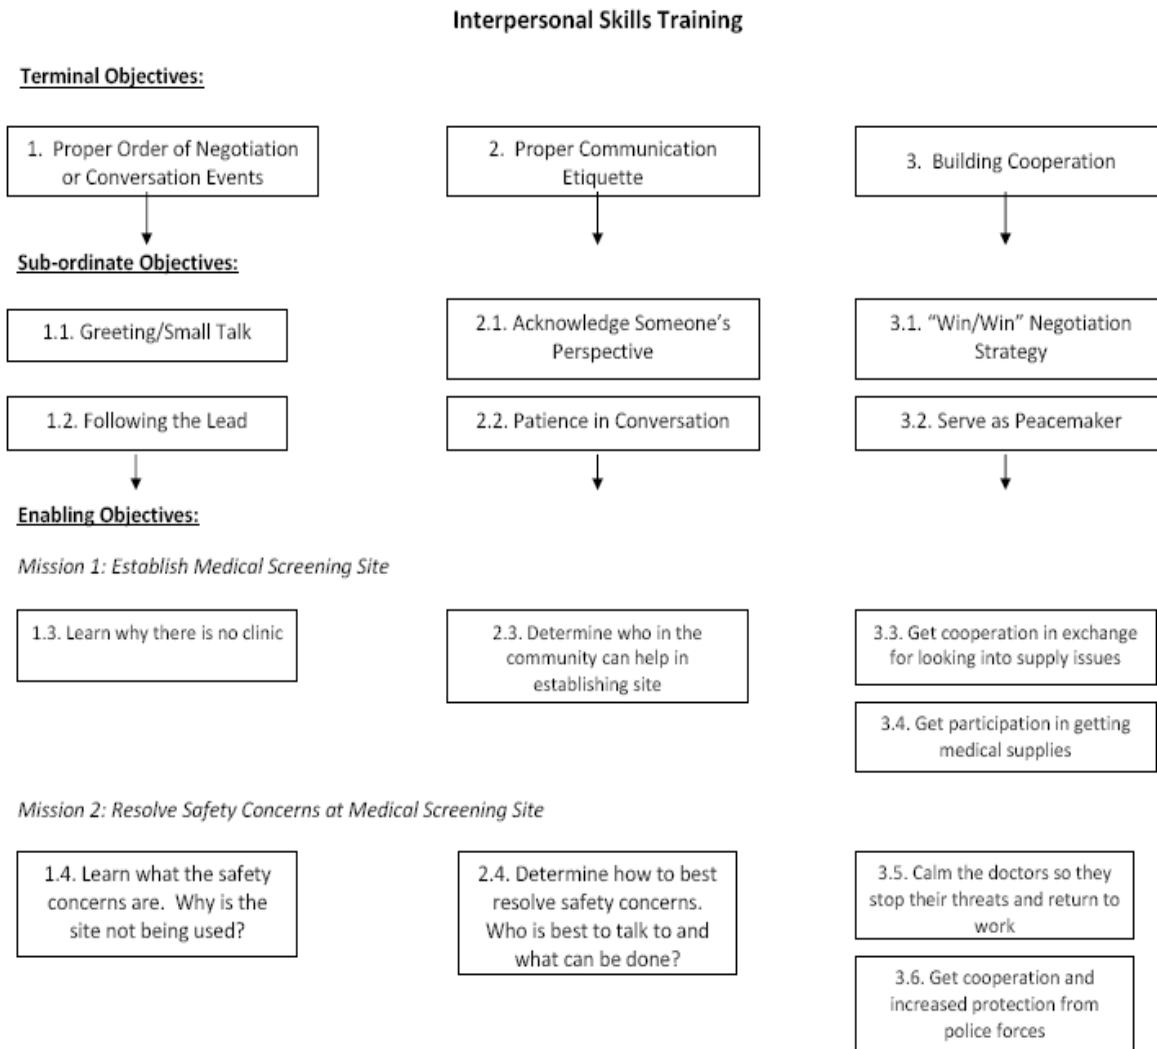 Interpersonal Skills Training
Terminal Objectives:
1. Proper Order of Negotiation
or Conversation Events
2. Proper Communication
Etiquette
3. Building Cooperation
Sub-ordinate Objectives:
1.1. Greeting/Small Talk
2.1. Acknowledge Someone's
Perspective
3.1. “Win/Win” Negotiation
Strategy
1.2. Following the Lead
2.2. Patience in Conversation
3.2. Serve as Peacemaker
Enabling Objectives:
Mission 1: Establish Medical Screening Site
1.3. Learn why there is no clinic
2.3. Determine who in the
community can help in
establishing site
3.3. Get cooperation in exchange
for looking into supply issues
3.4. Get participation in getting
medical supplies
Mission 2: Resolve Safety Concerns at Medical Screening Site
1.4. Learn what the safety
concerns are. Why is the
site not being used?
2.4. Determine how to best
resolve safety concerns.
Who is best to talk to and
what can be done?
3.5. Calm the doctors so they
stop their threats and return to
work
3.6. Get cooperation and
increased protection from
police forces